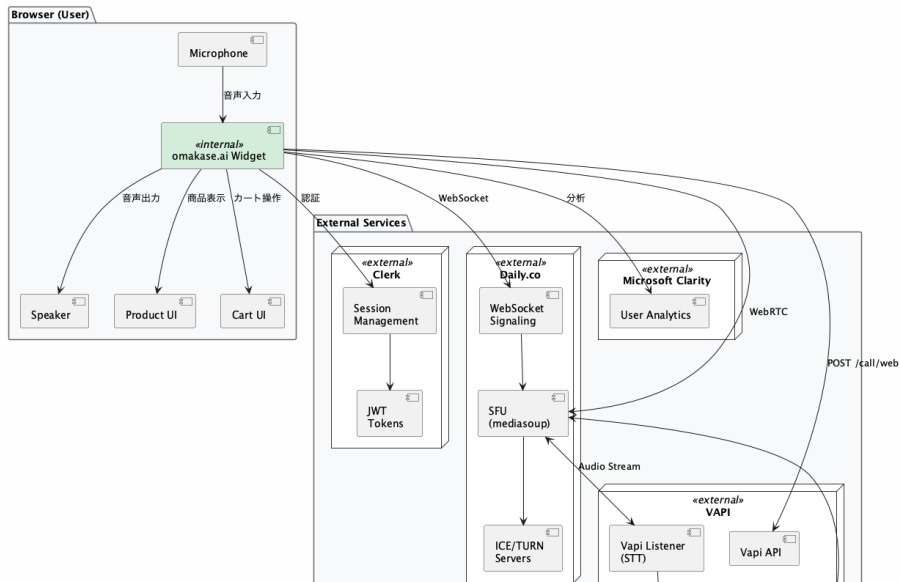 Browser (User)
Microphone
音声入力
«internal»
omakase.ai Widget
音声出力
商品表示
カート操作
認証
WebSocket
分析
Speaker
Product UI
Cart UI
External Services
«external»
Clerk
Session
Management
JWT
Tokens
«external»
Daily.co
WebSocket
Signaling
SFU
(mediasoup)
ICE/TURN
Servers
«external»
Microsoft Clarity
User Analytics
WebRTC
POST /call/web
Audio Stream
«external»
VAPI
Vapi Listener
(STT)
Vapi API